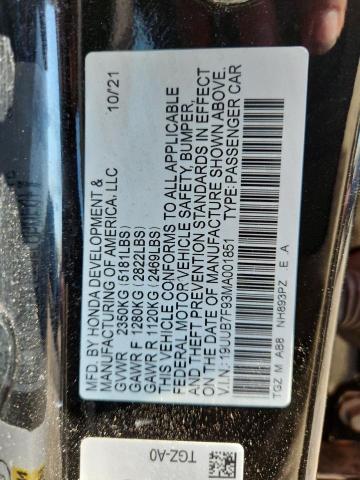 MFD. BY HONDA DEVELOPMENT & 10/21
MANUFACTURING OF AMERICA, LLC
GVWR 2350KG (5181LBS)
GAWR F 1280KG (2822LBS)
GAWR R 1120KG (2469LBS)
THIS VEHICLE CONFORMS TO ALL APPLICABLE
FEDERAL MOTOR VEHICLE SAFETY, BUMPER,
AND THEFT PREVENTION STANDARDS IN EFFECT
ON THE DATE OF MANUFACTURE SHOWN ABOVE.
V.I.N.: 19UUB7F93MA001851
TYPE: PASSENGER CAR
TGZ M AB8 NH893PZ E A
TGZ-A0